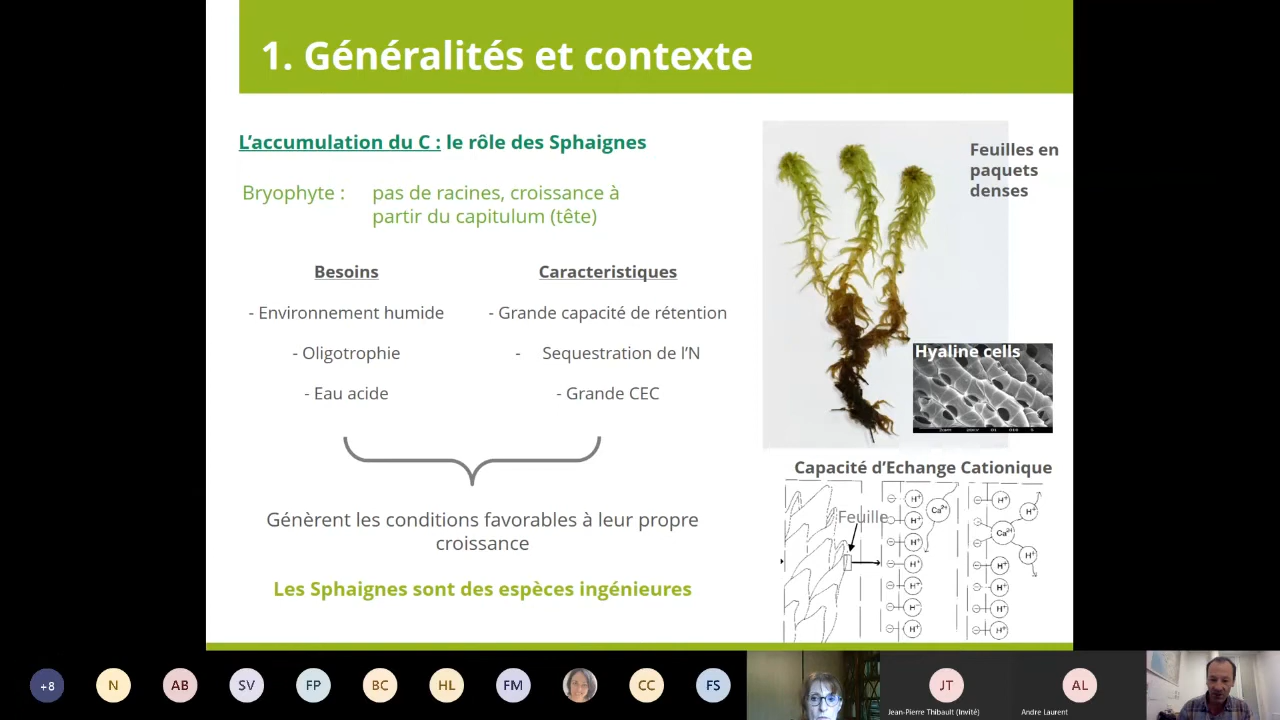 1. Généralités et contexte
L'accumulation du C : le rôle des Sphaignes
Bryophyte : pas de racines, croissance à
partir du capitulum (tête)
Besoins
- Environnement humide
- Oligotrophie
- Eau acide
Caracteristiques
- Grande capacité de rétention
- Sequestration de l'N
- Grande CEC
Génèrent les conditions favorables à leur propre
croissance
Les Sphaignes sont des espèces ingénieures
Feuilles en
paquets
denses
Hyaline cells
Capacité d'Echange Cationique
Feuille
H⁺
H⁺
H⁺
H⁺
H⁺
H⁺
H⁺
Ca²⁺
H⁺
Ca²⁺
H⁺
H⁺
H⁺
H⁺
H⁺
H⁺
+8
N
AB
SV
FP
BC
HL
FM
CC
FS
JT
Jean-Pierre Thibault (Invité)
AL
Andre Laurent